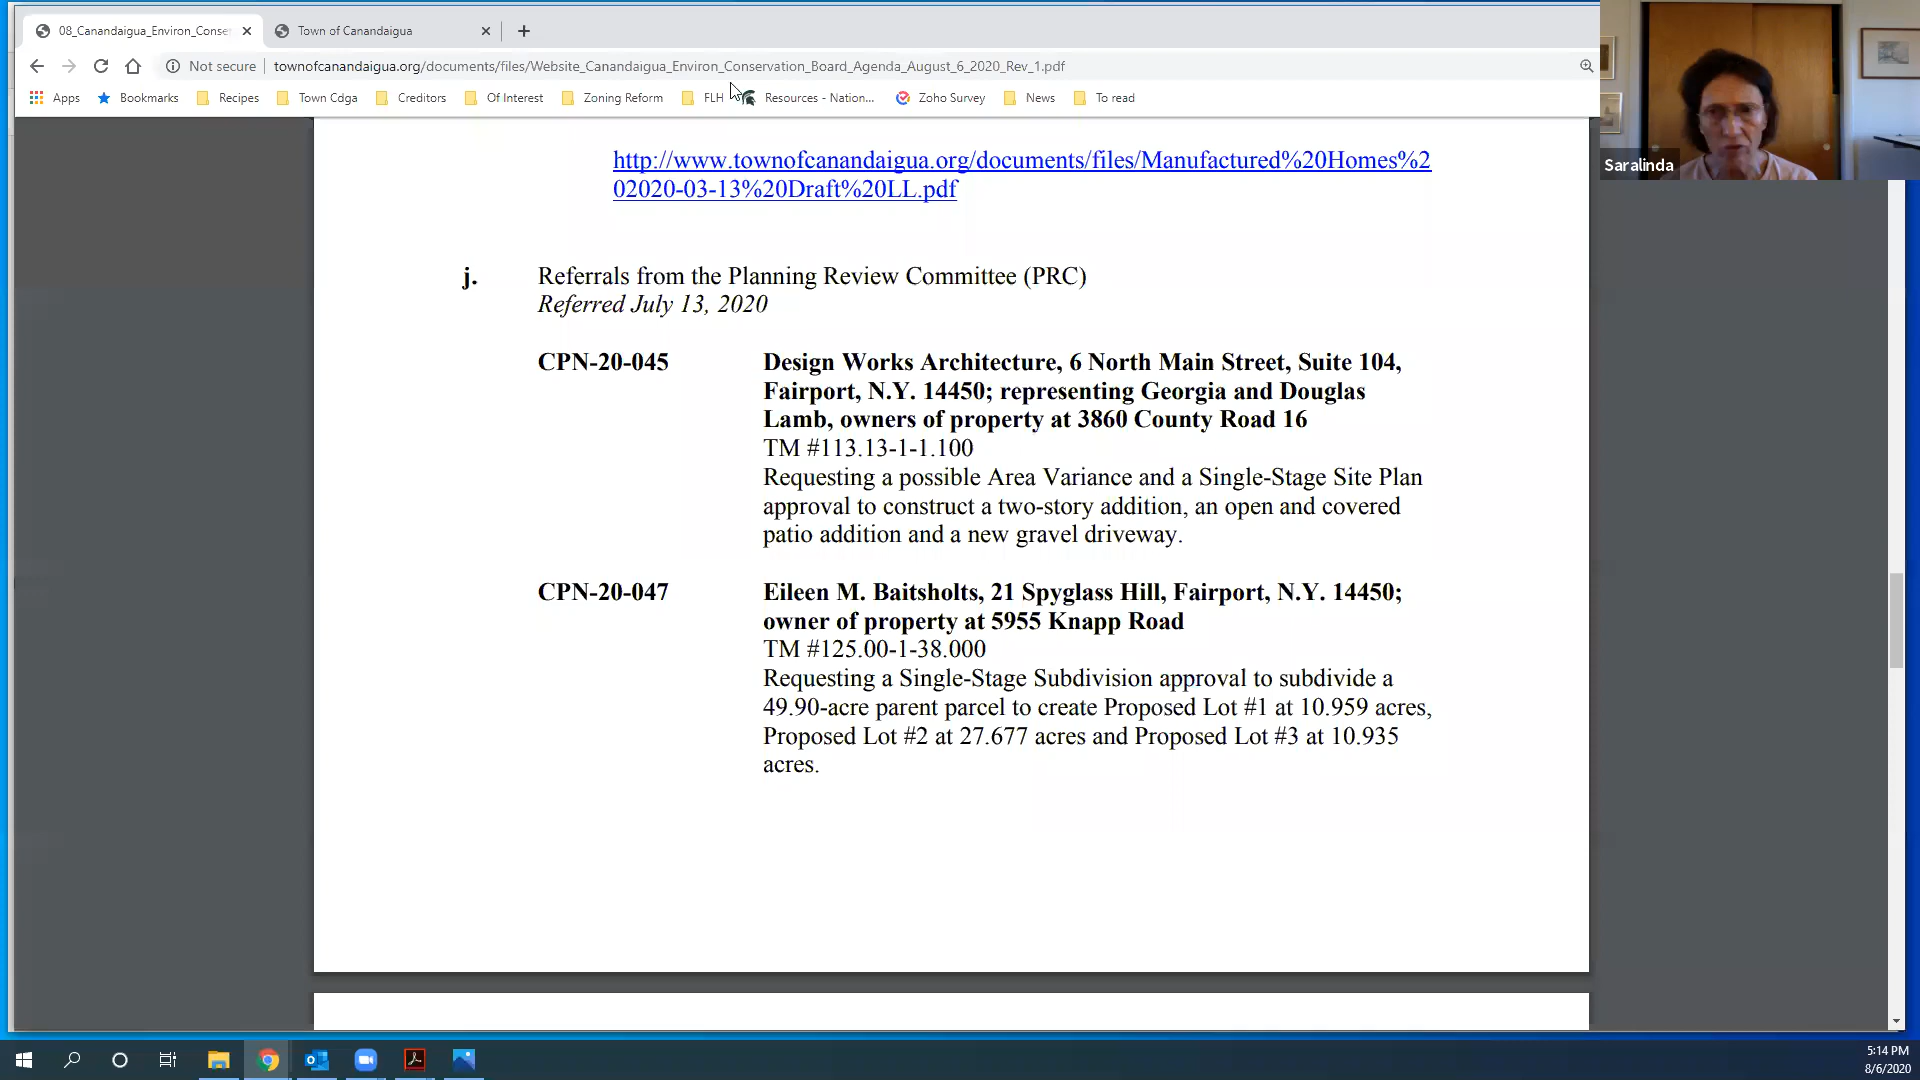 08_Canandaigua_Environ_Conse
Town of Canandaigua
Not secure
townofcanandaigua.org/documents/files/Website_Canandaigua_Environ_Conservation_Board_Agenda_August_6_2020_Rev_1.pdf
Apps
Bookmarks
Recipes
Town Cdga
Creditors
Of Interest
Zoning Reform
FLH
Resources - Nation...
Zoho Survey
News
To read
Saralinda
http://www.townofcanandaigua.org/documents/files/Manufactured%20Homes%2
02020-03-13%20Draft%20LL.pdf
j. Referrals from the Planning Review Committee (PRC)
Referred July 13, 2020
CPN-20-045 Design Works Architecture, 6 North Main Street, Suite 104,
Fairport, N.Y. 14450; representing Georgia and Douglas
Lamb, owners of property at 3860 County Road 16
TM #113.13-1-1.100
Requesting a possible Area Variance and a Single-Stage Site Plan
approval to construct a two-story addition, an open and covered
patio addition and a new gravel driveway.
CPN-20-047 Eileen M. Baitsholts, 21 Spyglass Hill, Fairport, N.Y. 14450;
owner of property at 5955 Knapp Road
TM #125.00-1-38.000
Requesting a Single-Stage Subdivision approval to subdivide a
49.90-acre parent parcel to create Proposed Lot #1 at 10.959 acres,
Proposed Lot #2 at 27.677 acres and Proposed Lot #3 at 10.935
acres.
5:14 PM
8/6/2020